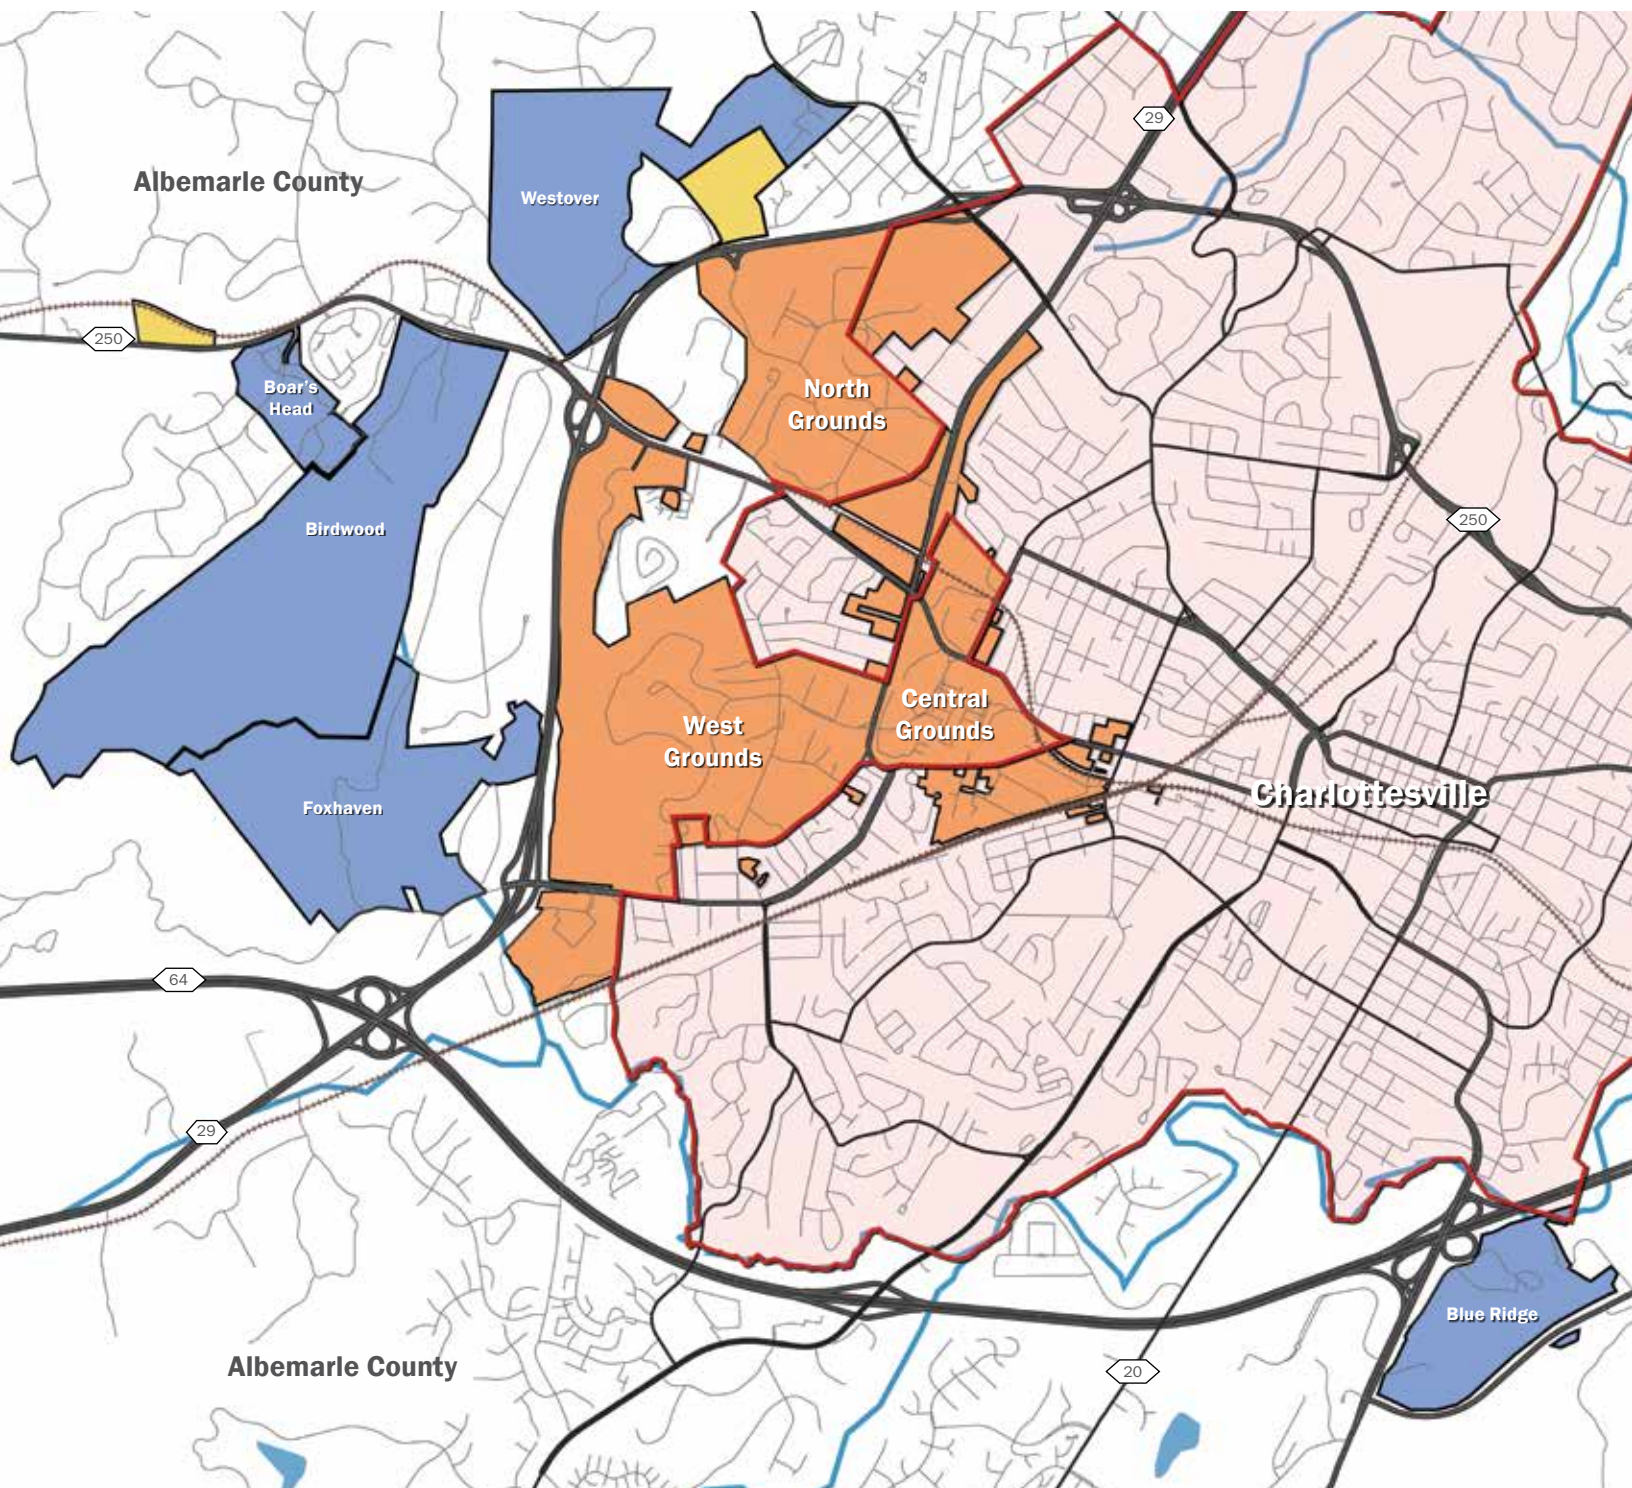 29
Albemarle County
Westover
250
Boar's
Head
North
Grounds
250
Birdwood
Central
Grounds
West
Grounds
Charlottesville
Foxhaven
64
29
Blue Ridge
Albemarle County
20